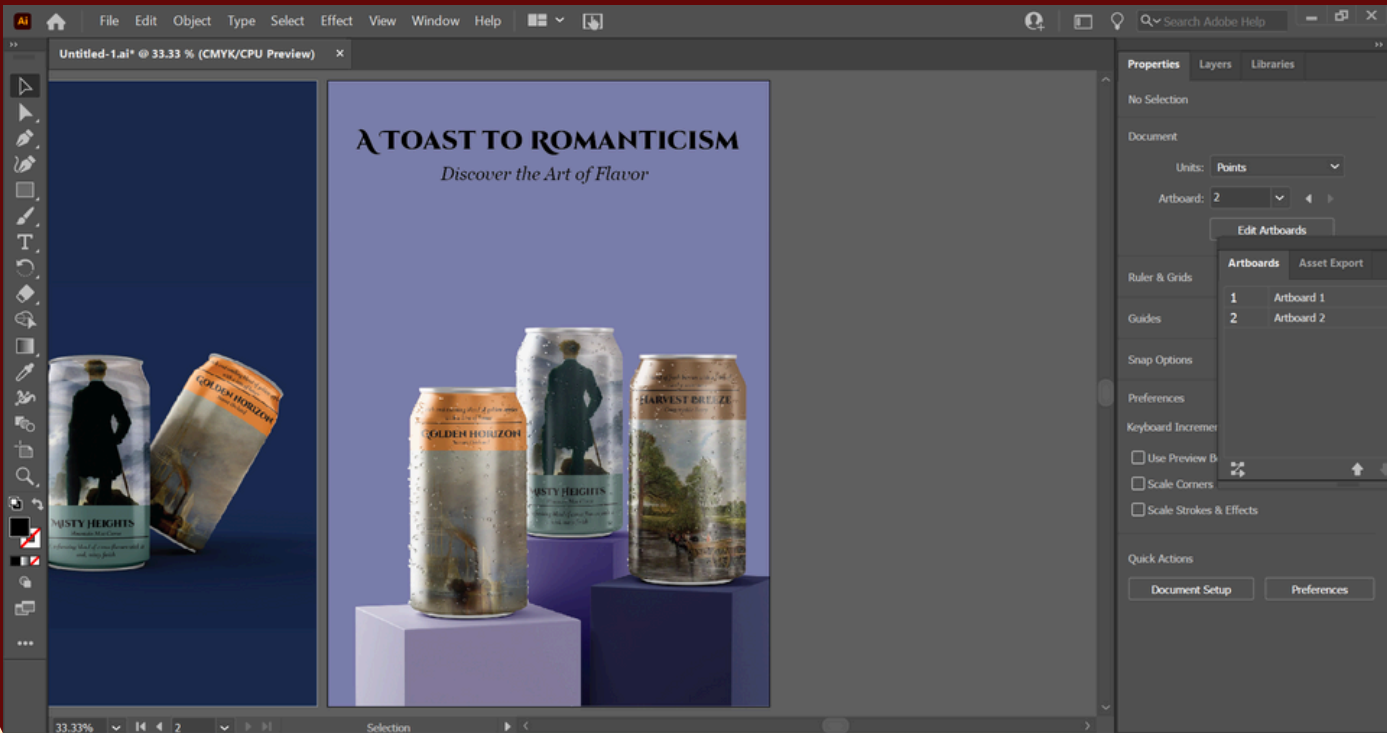 Ai File Edit Object Type Select Effect View Window Help Search Adobe Help
Untitled-1.ai* @ 33.33 % (CMYK/CPU Preview) ×
Properties Layers Libraries
No Selection
Document
Units: Points
Artboard: 2
Edit Artboards
Artboards Asset Export
1 Artboard 1
2 Artboard 2
Ruler & Grids
Guides
Snap Options
Preferences
Keyboard Incremen
Use Preview B
Scale Corners
Scale Strokes & Effects
Quick Actions
Document Setup Preferences
A TOAST TO ROMANTICISM
Discover the Art of Flavor
GOLDEN HORIZON
MISTY HEIGHTS
GOLDEN HORIZON
MISTY HEIGHTS
HARVEST BREEZE
33.33% 2 Selection